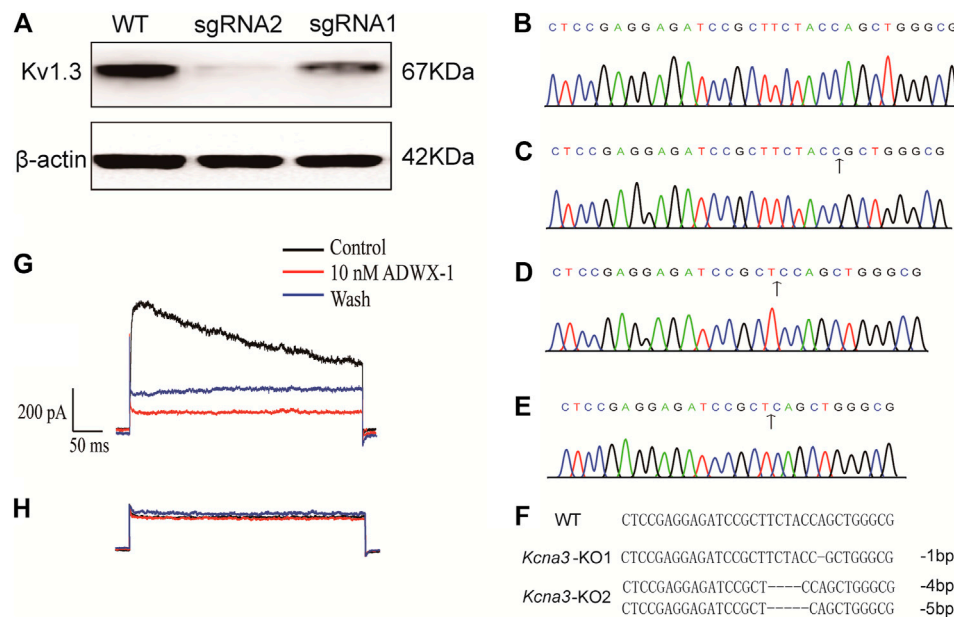 A
WT sgRNA2 sgRNA1
Kv1.3 67KDa
β-actin 42KDa
B
CTCCGAGGAGATCCGCTTCTACCAGCTGGGCG
C
CTCCGAGGAGATCCGCTTCTACCGCTGGGCG
D
CTCCGAGGAGATCCGCTCCAGCTGGGCG
E
CTCCGAGGAGATCCGCTCAGCTGGGCG
F
WT CTCCGAGGAGATCCGCTTCTACCAGCTGGGCG
Kcna3-KO1 CTCCGAGGAGATCCGCTTCTACC-GCTGGGCG -1bp
Kcna3-KO2 CTCCGAGGAGATCCGCT----CCAGCTGGGCG -4bp
CTCCGAGGAGATCCGCT-----CAGCTGGGCG -5bp
G
Control
10 nM ADWX-1
Wash
200 pA
50 ms
H